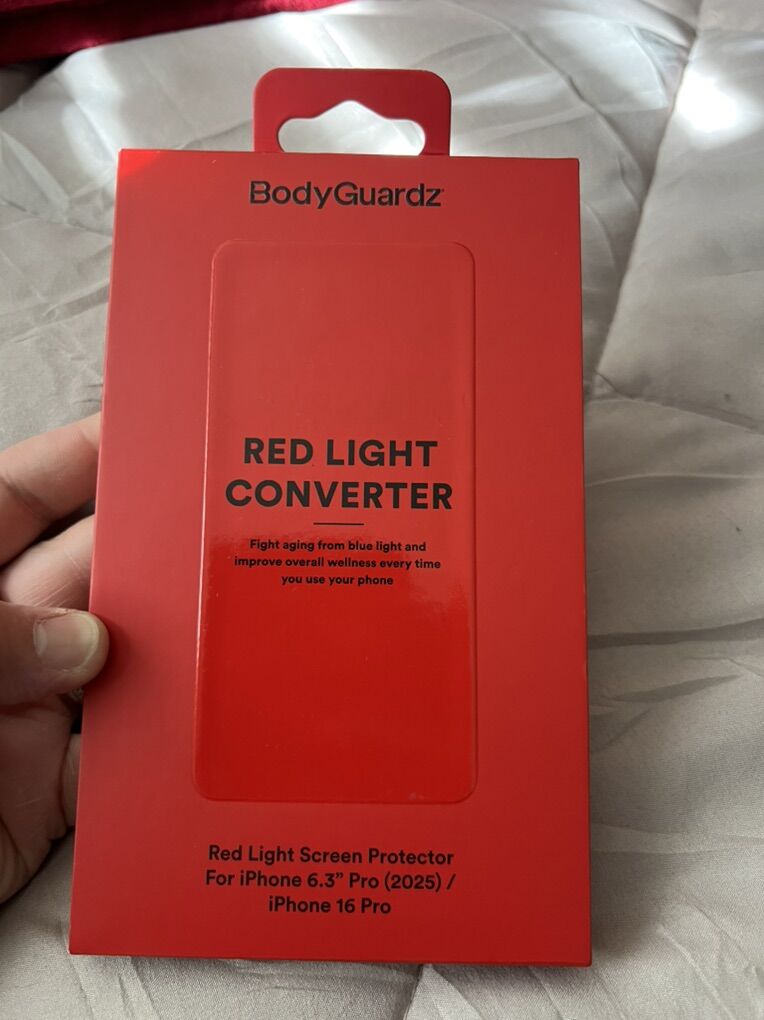 BodyGuardz
RED LIGHT
CONVERTER
Fight aging from blue light and
improve overall wellness every time
you use your phone
Red Light Screen Protector
For iPhone 6.3” Pro (2025) /
iPhone 16 Pro